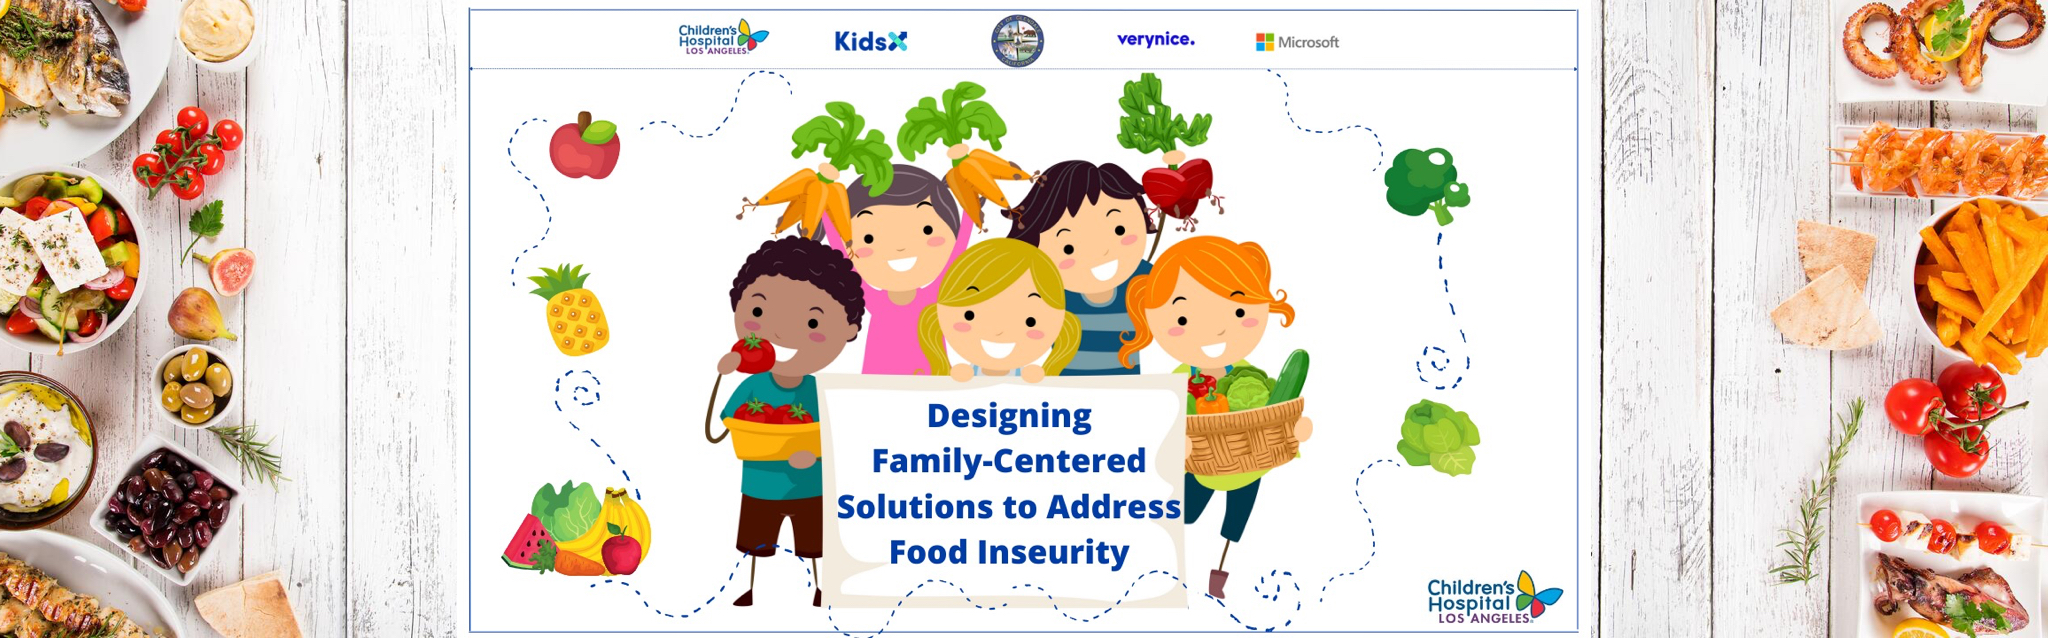 Children's
Hospital
LOS ANGELES
KidsX
verynice.
Microsoft
Designing
Family-Centered
Solutions to Address
Food Inseurity
Children's
Hospital
LOS ANGELES